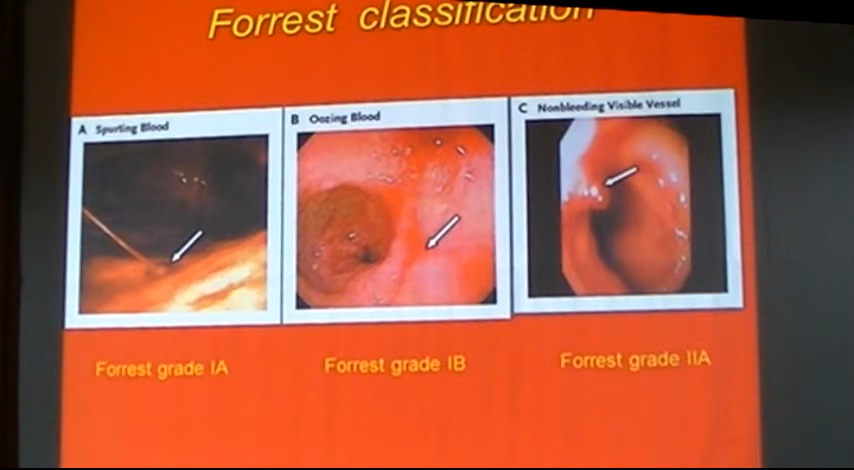 Forrest classification
A Spurting Blood
B Oozing Blood
C Nonbleeding Visible Vessel
Forrest grade IA
Forrest grade IB
Forrest grade IIA